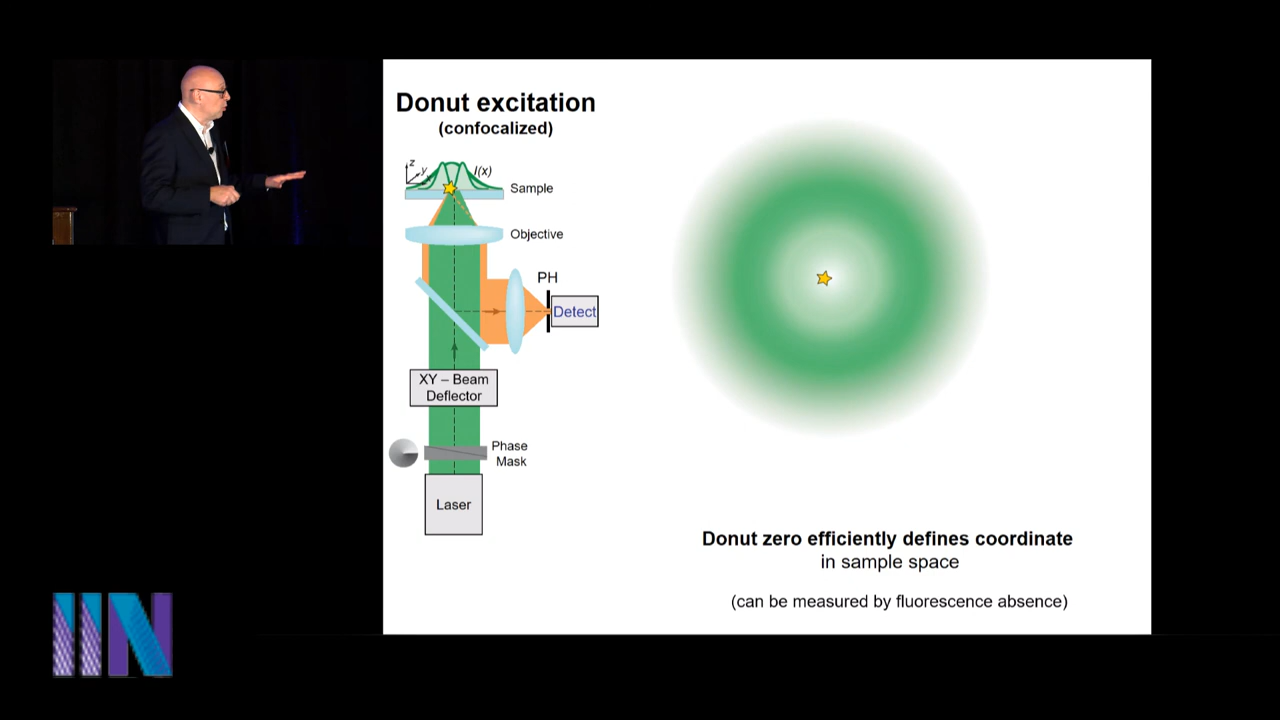 Donut excitation
(confocalized)
z
y
I(x)
Sample
Objective
PH
Detect
XY – Beam
Deflector
Phase
Mask
Laser
Donut zero efficiently defines coordinate
in sample space
(can be measured by fluorescence absence)
IIN